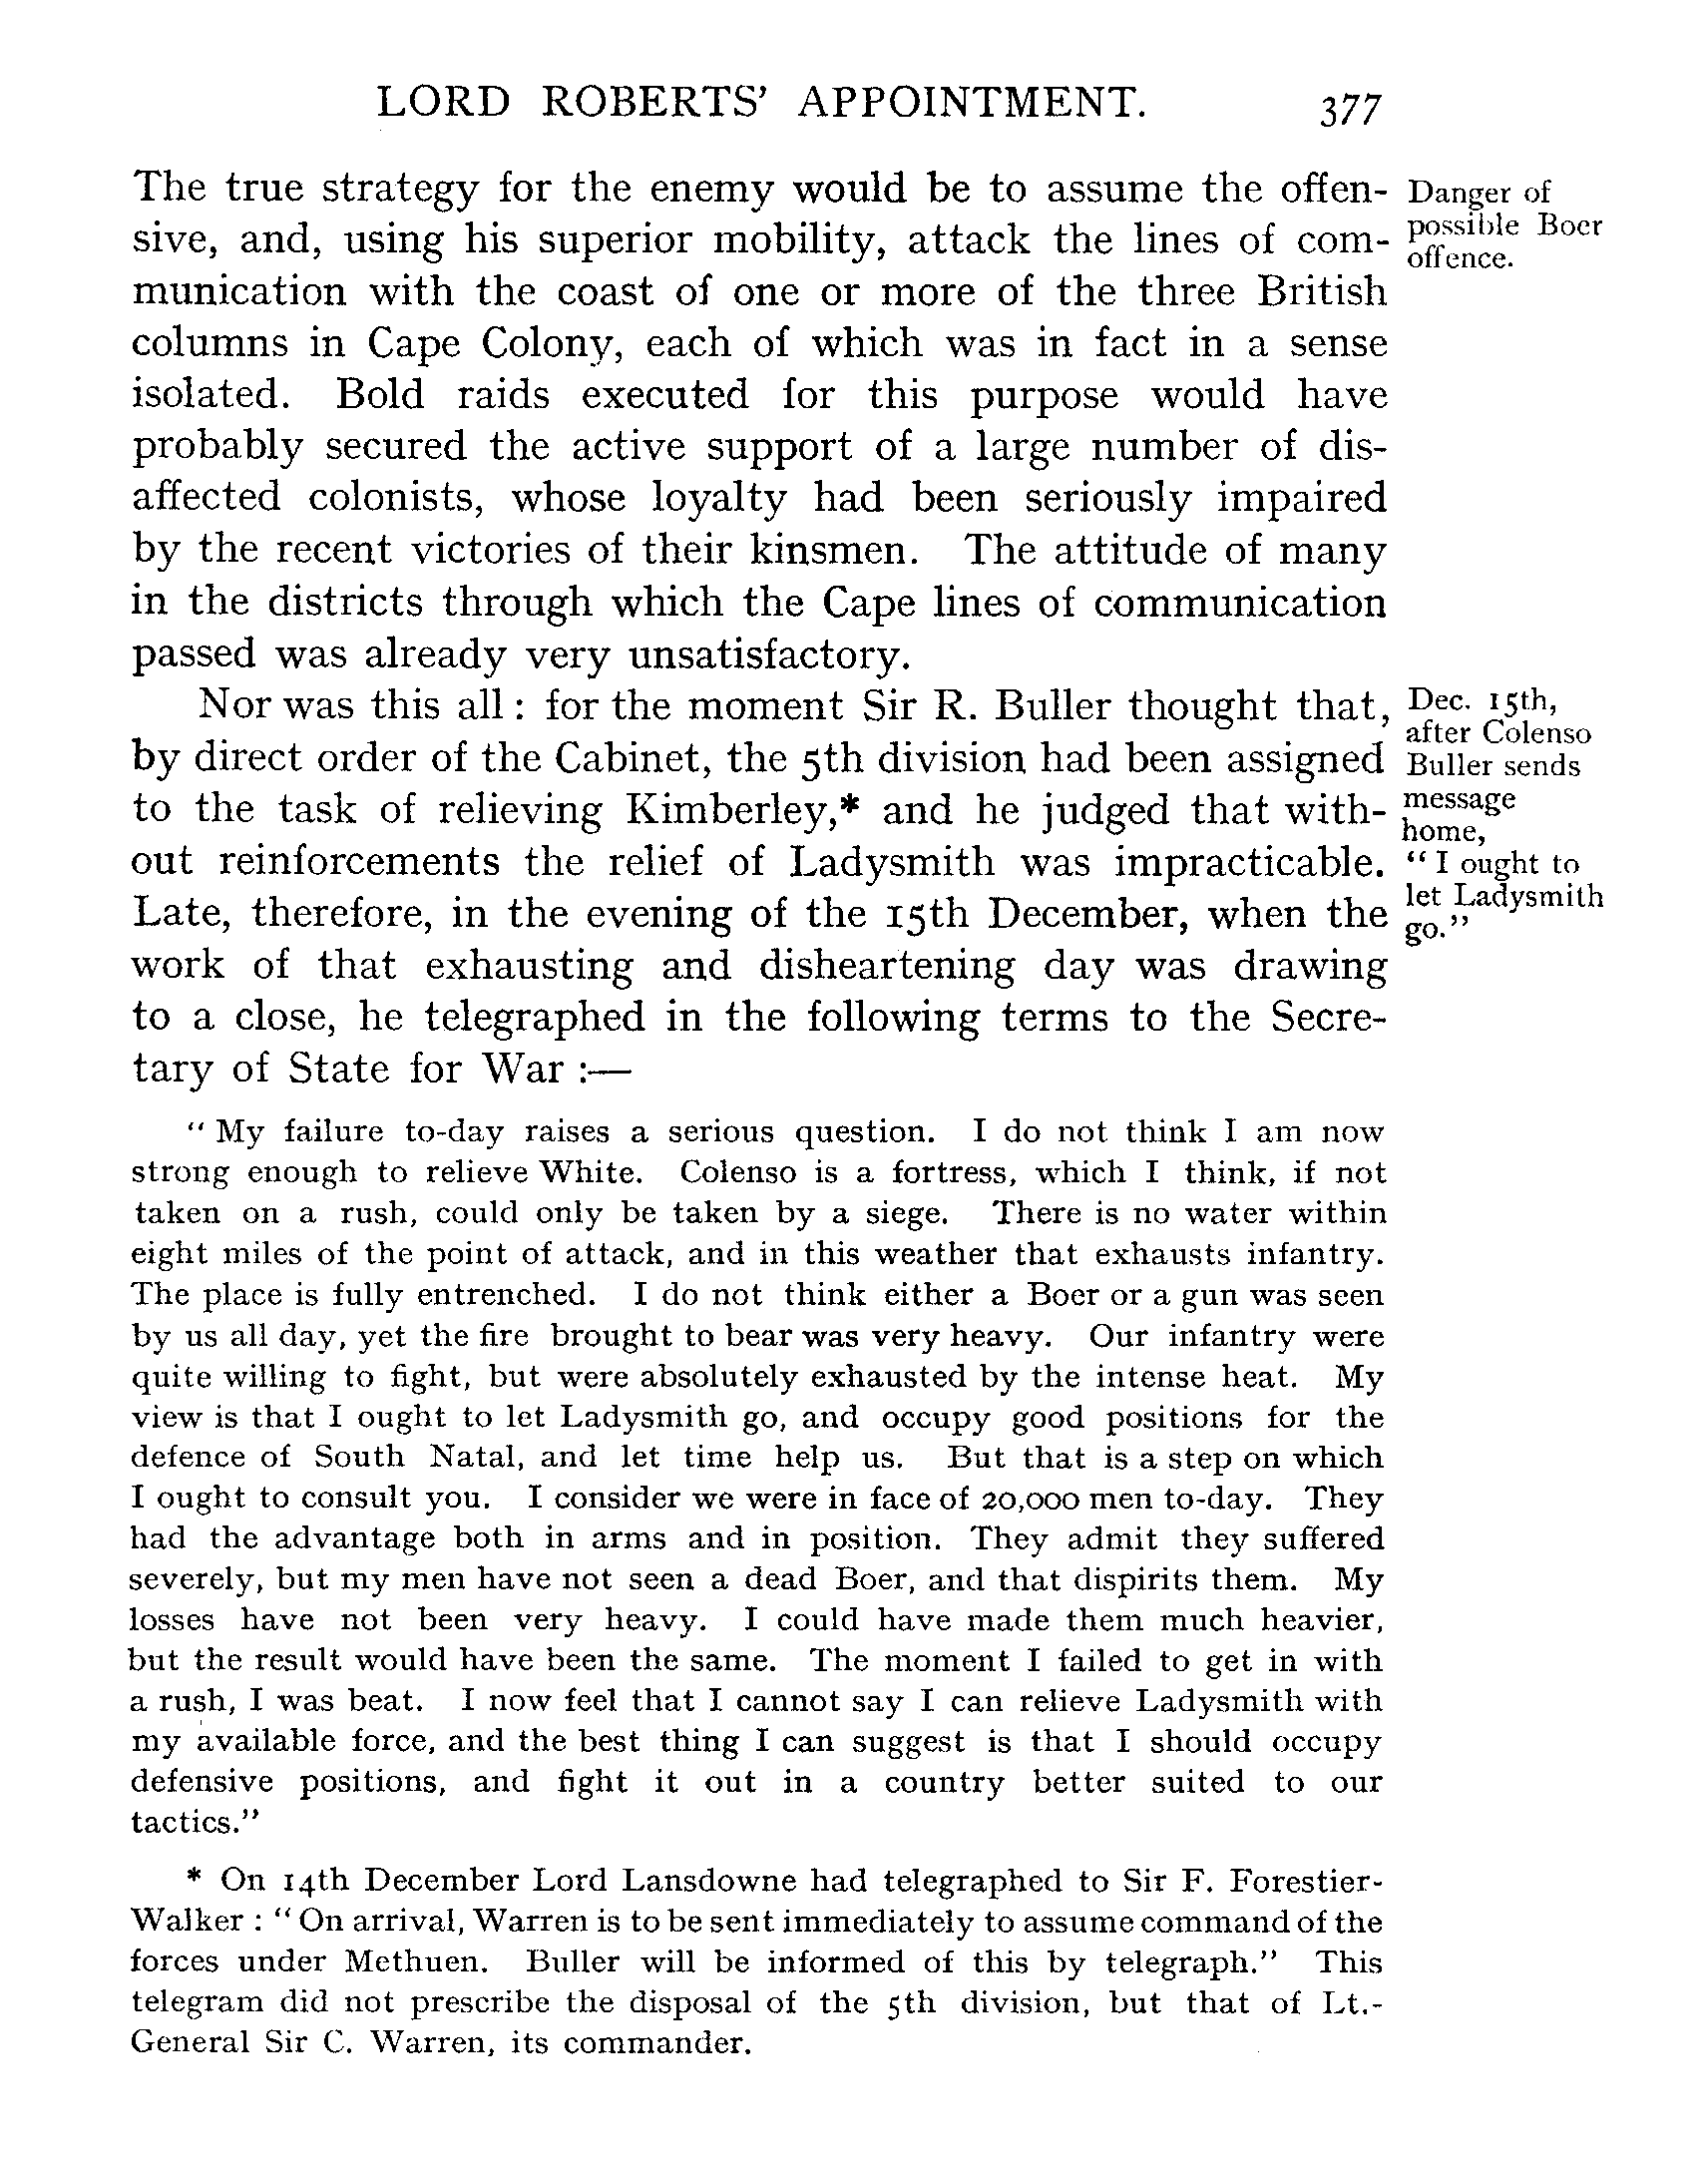 LORD ROBERTS' APPOINTMENT. 377
The true strategy for the enemy would be to assume the offen-
sive, and, using his superior mobility, attack the lines of com-
munication with the coast of one or more of the three British
columns in Cape Colony, each of which was in fact in a sense
isolated. Bold raids executed for this purpose would have
probably secured the active support of a large number of dis-
affected colonists, whose loyalty had been seriously impaired
by the recent victories of their kinsmen. The attitude of many
in the districts through which the Cape lines of communication
passed was already very unsatisfactory.
Danger of
possible Boer
offence.
Nor was this all : for the moment Sir R. Buller thought that,
by direct order of the Cabinet, the 5th division had been assigned
to the task of relieving Kimberley,* and he judged that with-
out reinforcements the relief of Ladysmith was impracticable.
Late, therefore, in the evening of the 15th December, when the
work of that exhausting and disheartening day was drawing
to a close, he telegraphed in the following terms to the Secre-
tary of State for War :—
Dec. 15th,
after Colenso
Buller sends
message
home,
"I ought to
let Ladysmith
go."
"My failure to-day raises a serious question. I do not think I am now
strong enough to relieve White. Colenso is a fortress, which I think, if not
taken on a rush, could only be taken by a siege. There is no water within
eight miles of the point of attack, and in this weather that exhausts infantry.
The place is fully entrenched. I do not think either a Boer or a gun was seen
by us all day, yet the fire brought to bear was very heavy. Our infantry were
quite willing to fight, but were absolutely exhausted by the intense heat. My
view is that I ought to let Ladysmith go, and occupy good positions for the
defence of South Natal, and let time help us. But that is a step on which
I ought to consult you. I consider we were in face of 20,000 men to-day. They
had the advantage both in arms and in position. They admit they suffered
severely, but my men have not seen a dead Boer, and that dispirits them. My
losses have not been very heavy. I could have made them much heavier,
but the result would have been the same. The moment I failed to get in with
a rush, I was beat. I now feel that I cannot say I can relieve Ladysmith with
my available force, and the best thing I can suggest is that I should occupy
defensive positions, and fight it out in a country better suited to our
tactics."
* On 14th December Lord Lansdowne had telegraphed to Sir F. Forestier-
Walker : "On arrival, Warren is to be sent immediately to assume command of the
forces under Methuen. Buller will be informed of this by telegraph." This
telegram did not prescribe the disposal of the 5th division, but that of Lt.-
General Sir C. Warren, its commander.